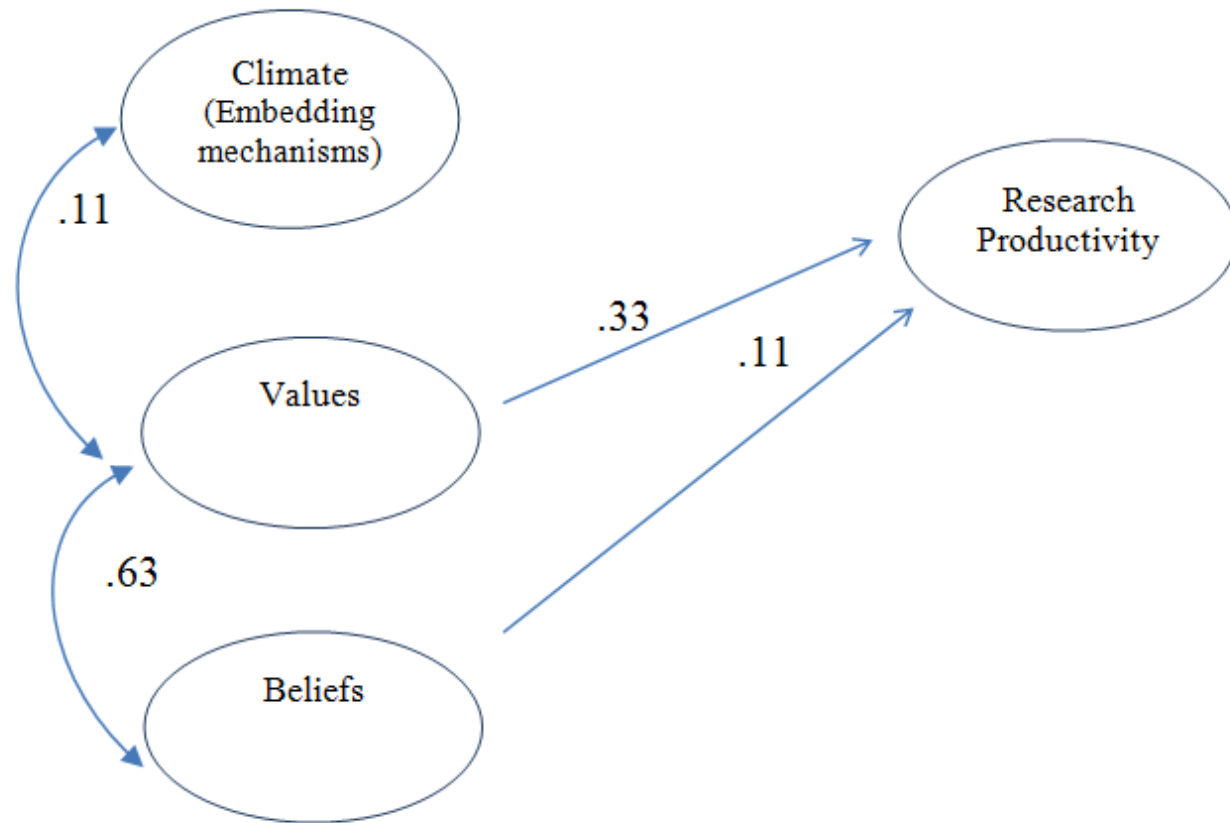 Climate
(Embedding
mechanisms)
.11
Research
Productivity
.33
.11
Values
.63
Beliefs